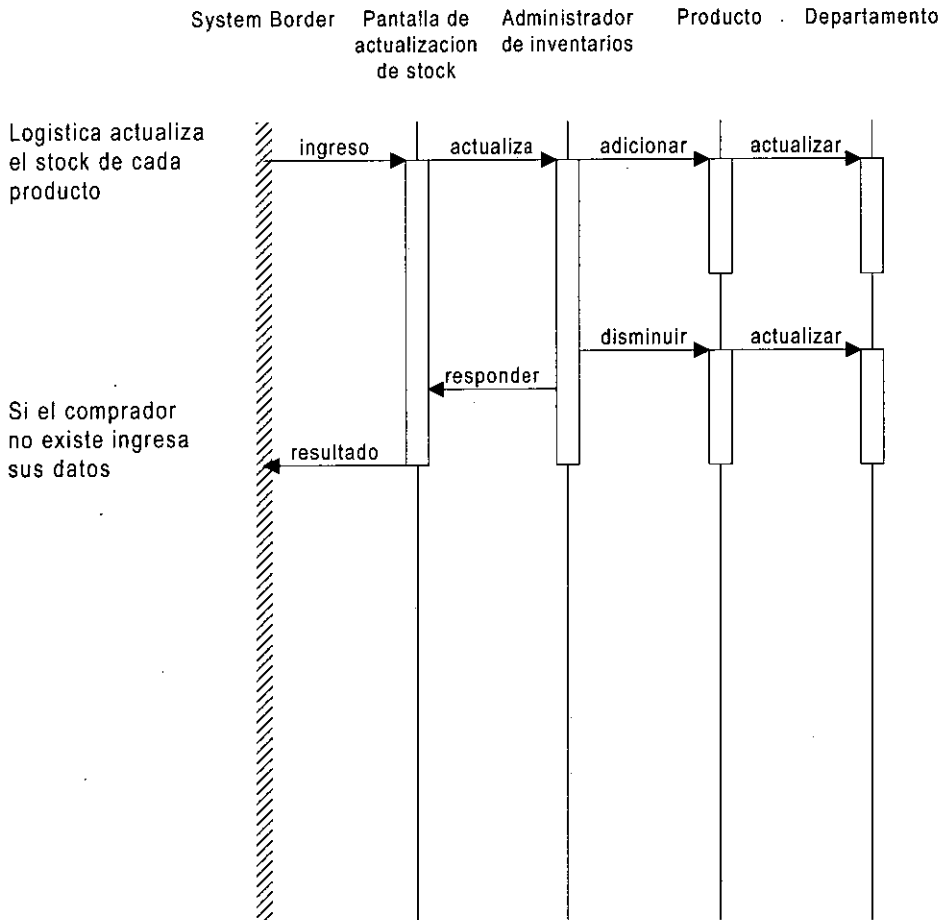 System Border
Pantalla de
actualizacion
de stock
Administrador
de inventarios
Producto
Departamento
Logistica actualiza
el stock de cada
producto
ingreso
actualiza
adicionar
actualizar
disminuir
actualizar
responder
Si el comprador
no existe ingresa
sus datos
resultado